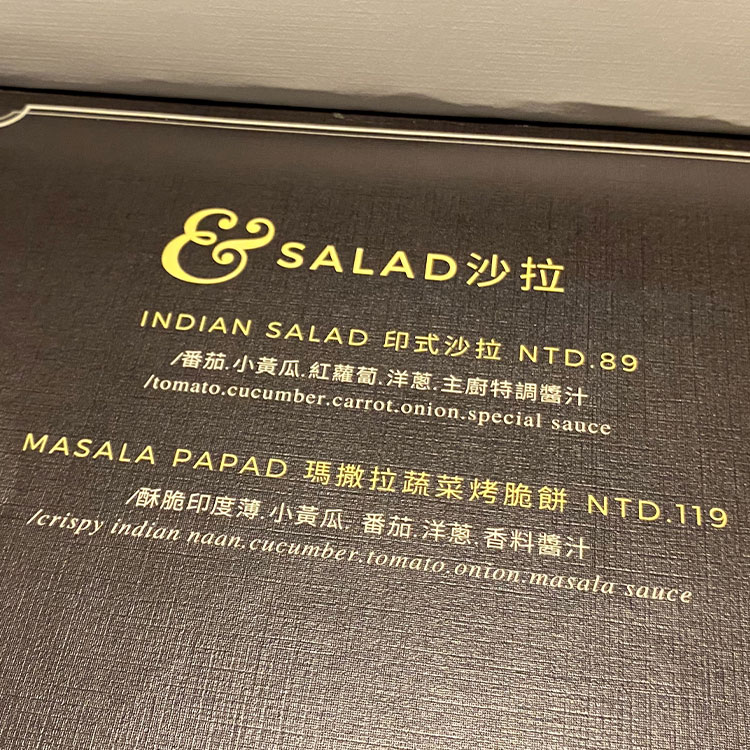 & SALAD沙拉
INDIAN SALAD 印式沙拉 NTD.89
/番茄.小黃瓜.紅蘿蔔.洋蔥.主廚特調醬汁
/tomato.cucumber.carrot.onion.special sauce
MASALA PAPAD 瑪撒拉蔬菜烤脆餅 NTD.119
/酥脆印度薄.小黃瓜. 番茄.洋蔥.香料醬汁
/crispy indian naan.cucumber.tomato.onion.masala sauce